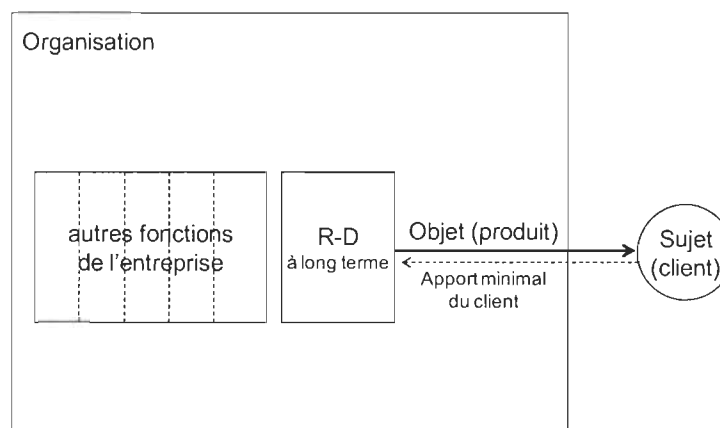 Organisation
autres fonctions
de l'entreprise
R-D
à long terme
Objet (produit)
Apport minimal
du client
Sujet
(client)